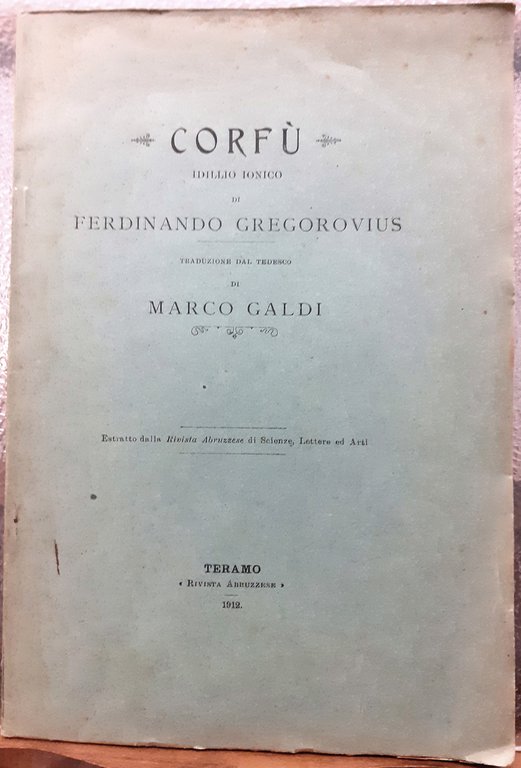 CORFÙ
IDILLIO IONICO
DI
FERDINANDO GREGOROVIUS
TRADUZIONE DAL TEDESCO
DI
MARCO GALDI
Estratto dalla Rivista Abruzzese di Scienze, Lettere ed Arti
TERAMO
« RIVISTA ABRUZZESE »
1912.